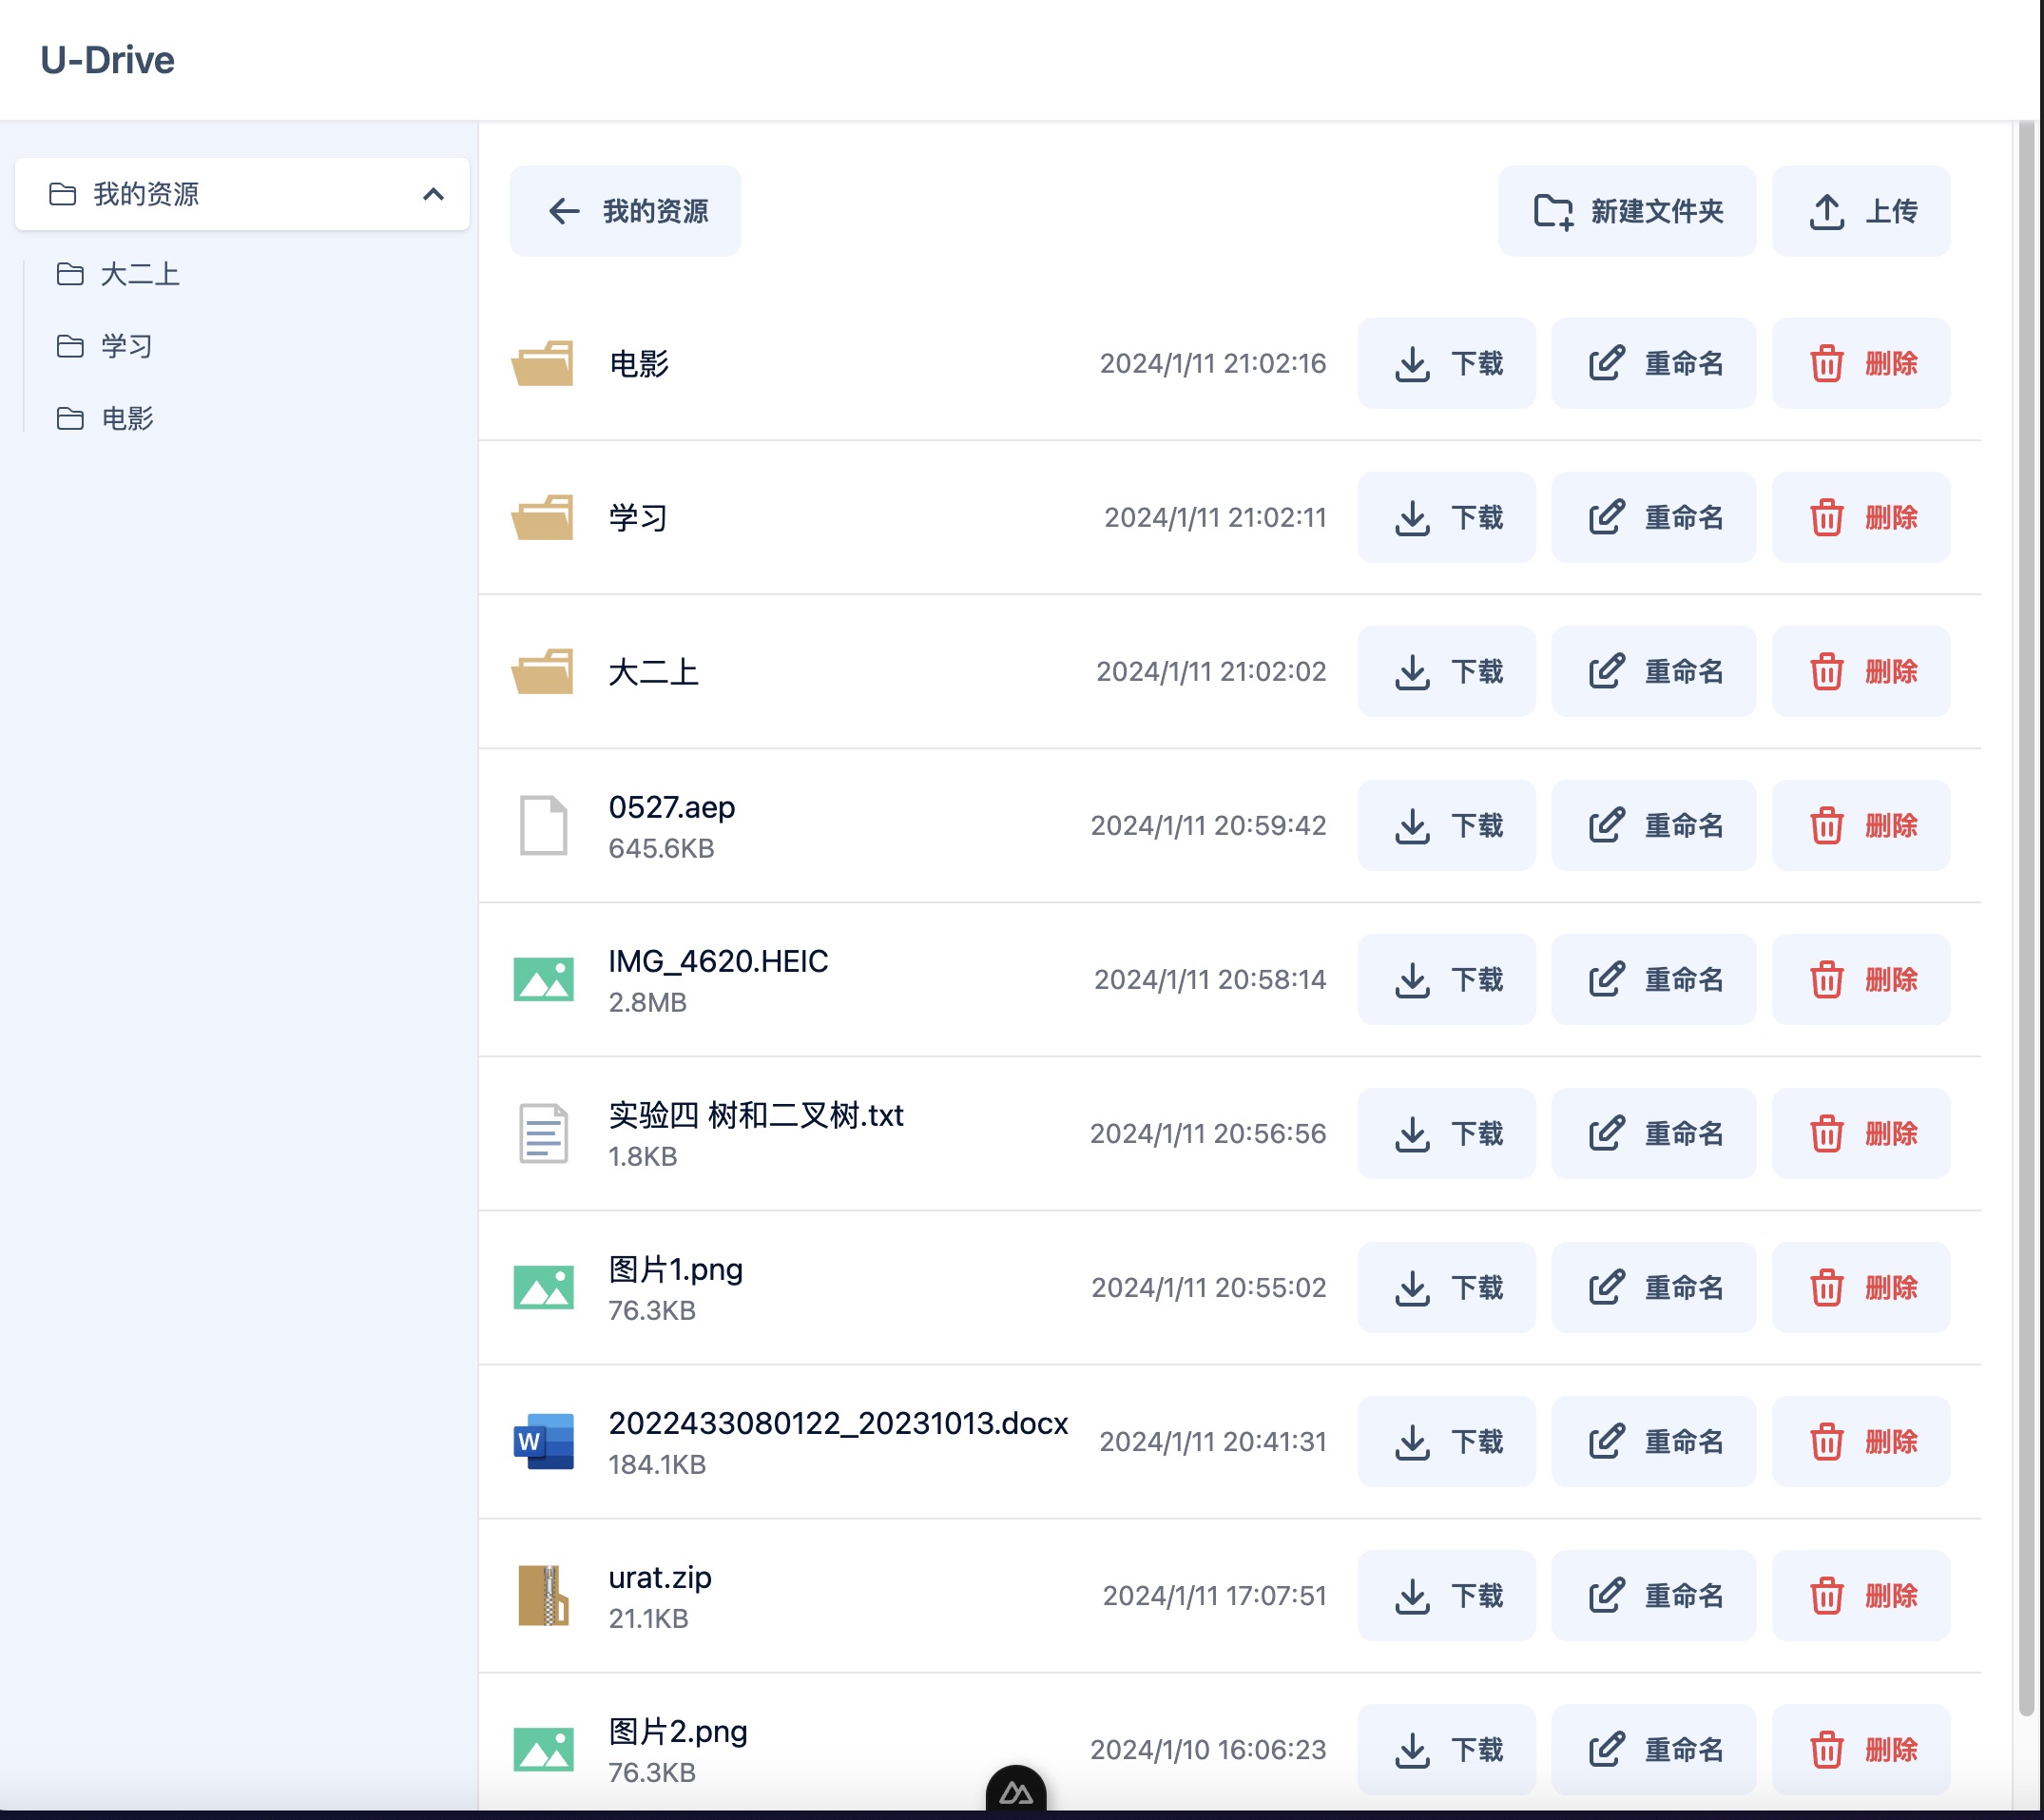 U-Drive
我的资源
大二上
学习
电影
我的资源
新建文件夹
上传
电影
2024/1/11 21:02:16
下载
重命名
删除
学习
2024/1/11 21:02:11
下载
重命名
删除
大二上
2024/1/11 21:02:02
下载
重命名
删除
0527.aep
645.6KB
2024/1/11 20:59:42
下载
重命名
删除
IMG_4620.HEIC
2.8MB
2024/1/11 20:58:14
下载
重命名
删除
实验四 树和二叉树.txt
1.8KB
2024/1/11 20:56:56
下载
重命名
删除
图片1.png
76.3KB
2024/1/11 20:55:02
下载
重命名
删除
W
2022433080122_20231013.docx
184.1KB
2024/1/11 20:41:31
下载
重命名
删除
urat.zip
21.1KB
2024/1/11 17:07:51
下载
重命名
删除
图片2.png
76.3KB
2024/1/10 16:06:23
下载
重命名
删除